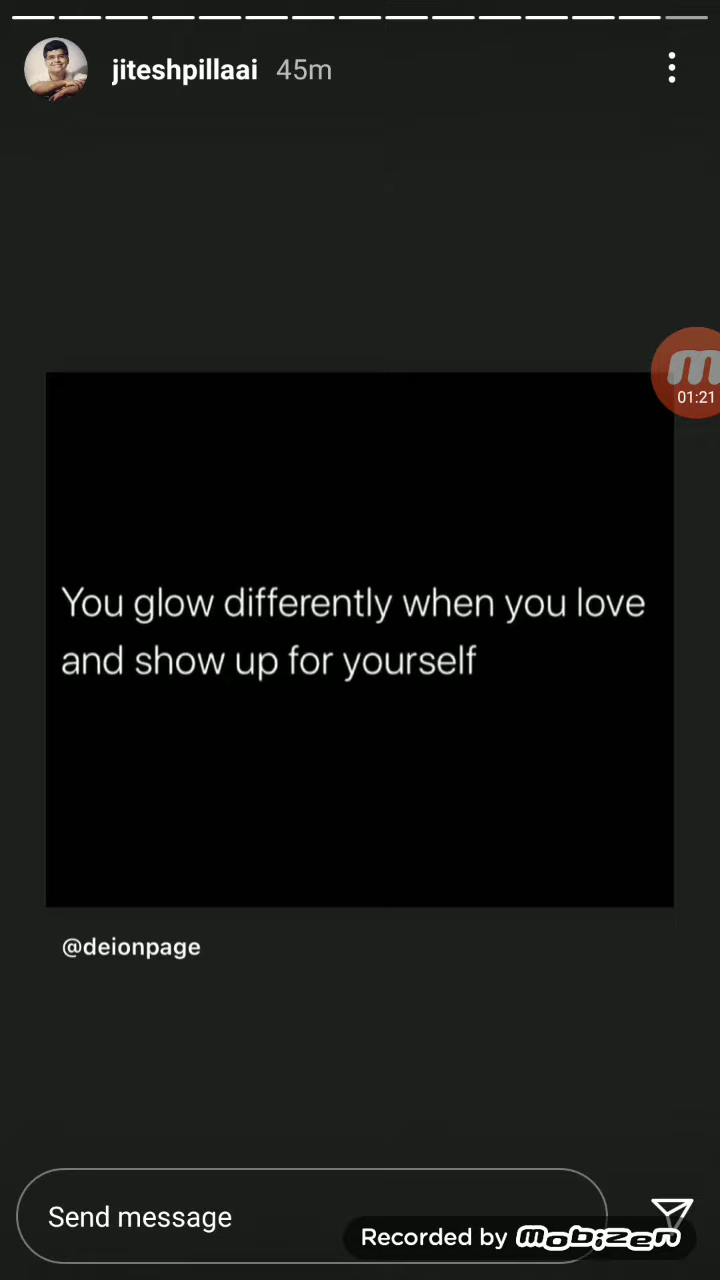 jiteshpillaai 45m
01:21
You glow differently when you love
and show up for yourself
@deionpage
Send message
Recorded by mobizen